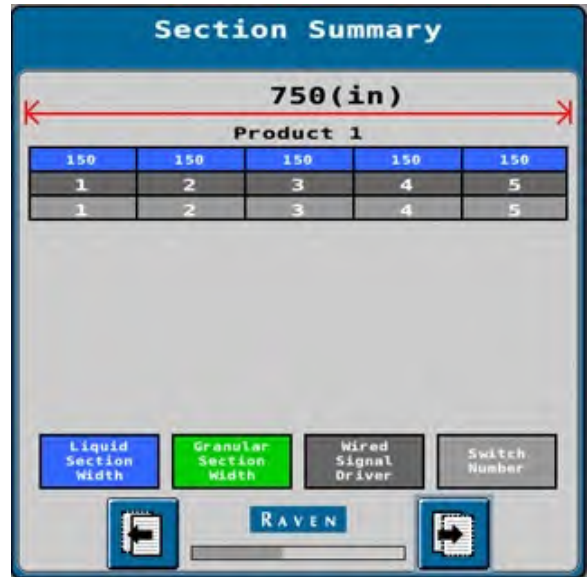 Section Summary
750(in)
Product 1
150 150 150 150 150
1 2 3 4 5
1 2 3 4 5
Liquid Section Width
Granular Section Width
Wired Signal Driver
Switch Number
RAVEN